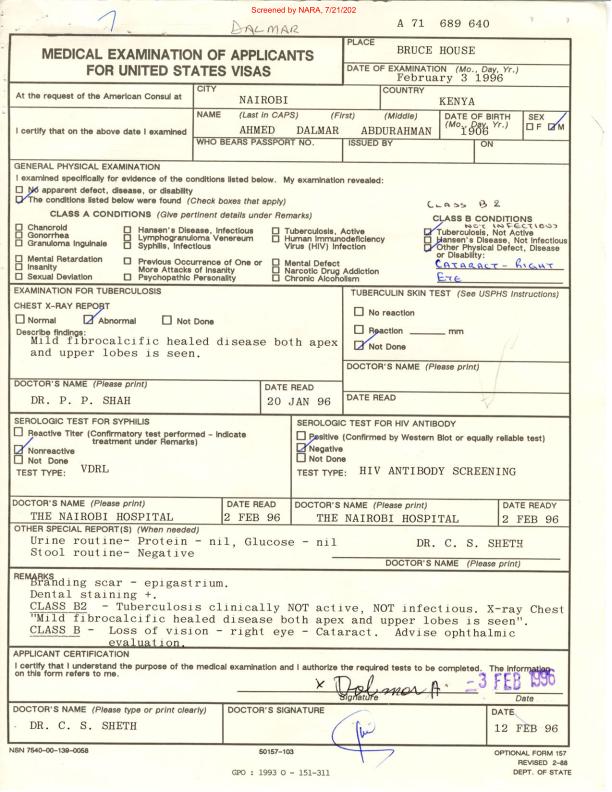 Screened by NARA, 7/21/202
DALMAR
A 71 689 640
MEDICAL EXAMINATION OF APPLICANTS
FOR UNITED STATES VISAS
PLACE
BRUCE HOUSE
DATE OF EXAMINATION (Mo., Day, Yr.)
February 3 1996
At the request of the American Consul at
CITY
NAIROBI
COUNTRY
KENYA
I certify that on the above date I examined
NAME (Last in CAPS) (First) (Middle)
AHMED DALMAR ABDURAHMAN
DATE OF BIRTH
(Mo., Day, Yr.)
1906
SEX
F M
WHO BEARS PASSPORT NO.
ISSUED BY
ON
GENERAL PHYSICAL EXAMINATION
I examined specifically for evidence of the conditions listed below. My examination revealed:
No apparent defect, disease, or disability
The conditions listed below were found (Check boxes that apply)
CLASS B 2
CLASS A CONDITIONS (Give pertinent details under Remarks)
CLASS B CONDITIONS
NOT INFECTIOUS
Chancroid
Gonorrhea
Granuloma Inguinale
Hansen's Disease, Infectious
Lymphogranuloma Venereum
Syphilis, Infectious
Tuberculosis, Active
Human Immunodeficiency
Virus (HIV) Infection
Tuberculosis, Not Active
Hansen's Disease, Not Infectious
Other Physical Defect, Disease
or Disability:
CATARACT - RIGHT
EYE
Mental Retardation
Insanity
Sexual Deviation
Previous Occurrence of One or
More Attacks of Insanity
Psychopathic Personality
Mental Defect
Narcotic Drug Addiction
Chronic Alcoholism
EXAMINATION FOR TUBERCULOSIS
CHEST X-RAY REPORT
Normal Abnormal Not Done
Describe findings:
Mild fibrocalcific healed disease both apex
and upper lobes is seen.
TUBERCULIN SKIN TEST (See USPHS Instructions)
No reaction
Reaction ______ mm
Not Done
DOCTOR'S NAME (Please print)
DOCTOR'S NAME (Please print)
DR. P. P. SHAH
DATE READ
20 JAN 96
DATE READ
SEROLOGIC TEST FOR SYPHILIS
Reactive Titer (Confirmatory test performed – Indicate
treatment under Remarks)
Nonreactive
Not Done
TEST TYPE: VDRL
SEROLOGIC TEST FOR HIV ANTIBODY
Positive (Confirmed by Western Blot or equally reliable test)
Negative
Not Done
TEST TYPE: HIV ANTIBODY SCREENING
DOCTOR'S NAME (Please print)
THE NAIROBI HOSPITAL
DATE READ
2 FEB 96
DOCTOR'S NAME (Please print)
THE NAIROBI HOSPITAL
DATE READY
2 FEB 96
OTHER SPECIAL REPORT(S) (When needed)
Urine routine- Protein - nil, Glucose - nil
Stool routine- Negative
DR. C. S. SHETH
DOCTOR'S NAME (Please print)
REMARKS
Branding scar - epigastrium.
Dental staining +.
CLASS B2 - Tuberculosis clinically NOT active, NOT infectious. X-ray Chest
"Mild fibrocalcific healed disease both apex and upper lobes is seen".
CLASS B - Loss of vision - right eye - Cataract. Advise ophthalmic
evaluation.
APPLICANT CERTIFICATION
I certify that I understand the purpose of the medical examination and I authorize the required tests to be completed. The information
on this form refers to me.
x Dalmar A.
-3 FEB 1996
Signature
Date
DOCTOR'S NAME (Please type or print clearly)
DR. C. S. SHETH
DOCTOR'S SIGNATURE
DATE
12 FEB 96
NSN 7540-00-139-0058
50157-103
OPTIONAL FORM 157
REVISED 2-88
DEPT. OF STATE
GPO : 1993 O - 151-311